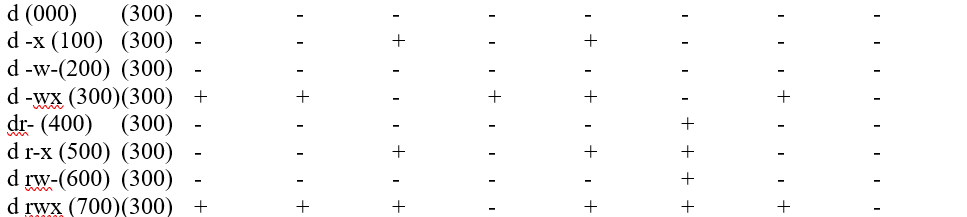 d (000) (300) - - - - - - - -
d -x (100) (300) - - + - + - - -
d -w-(200) (300) - - - - - - - -
d -wx (300)(300) + + - + + - + -
dr- (400) (300) - - - - - + - -
d r-x (500) (300) - - + - + + - -
d rw-(600) (300) - - - - - + - -
d rwx (700)(300) + + + - + + + -